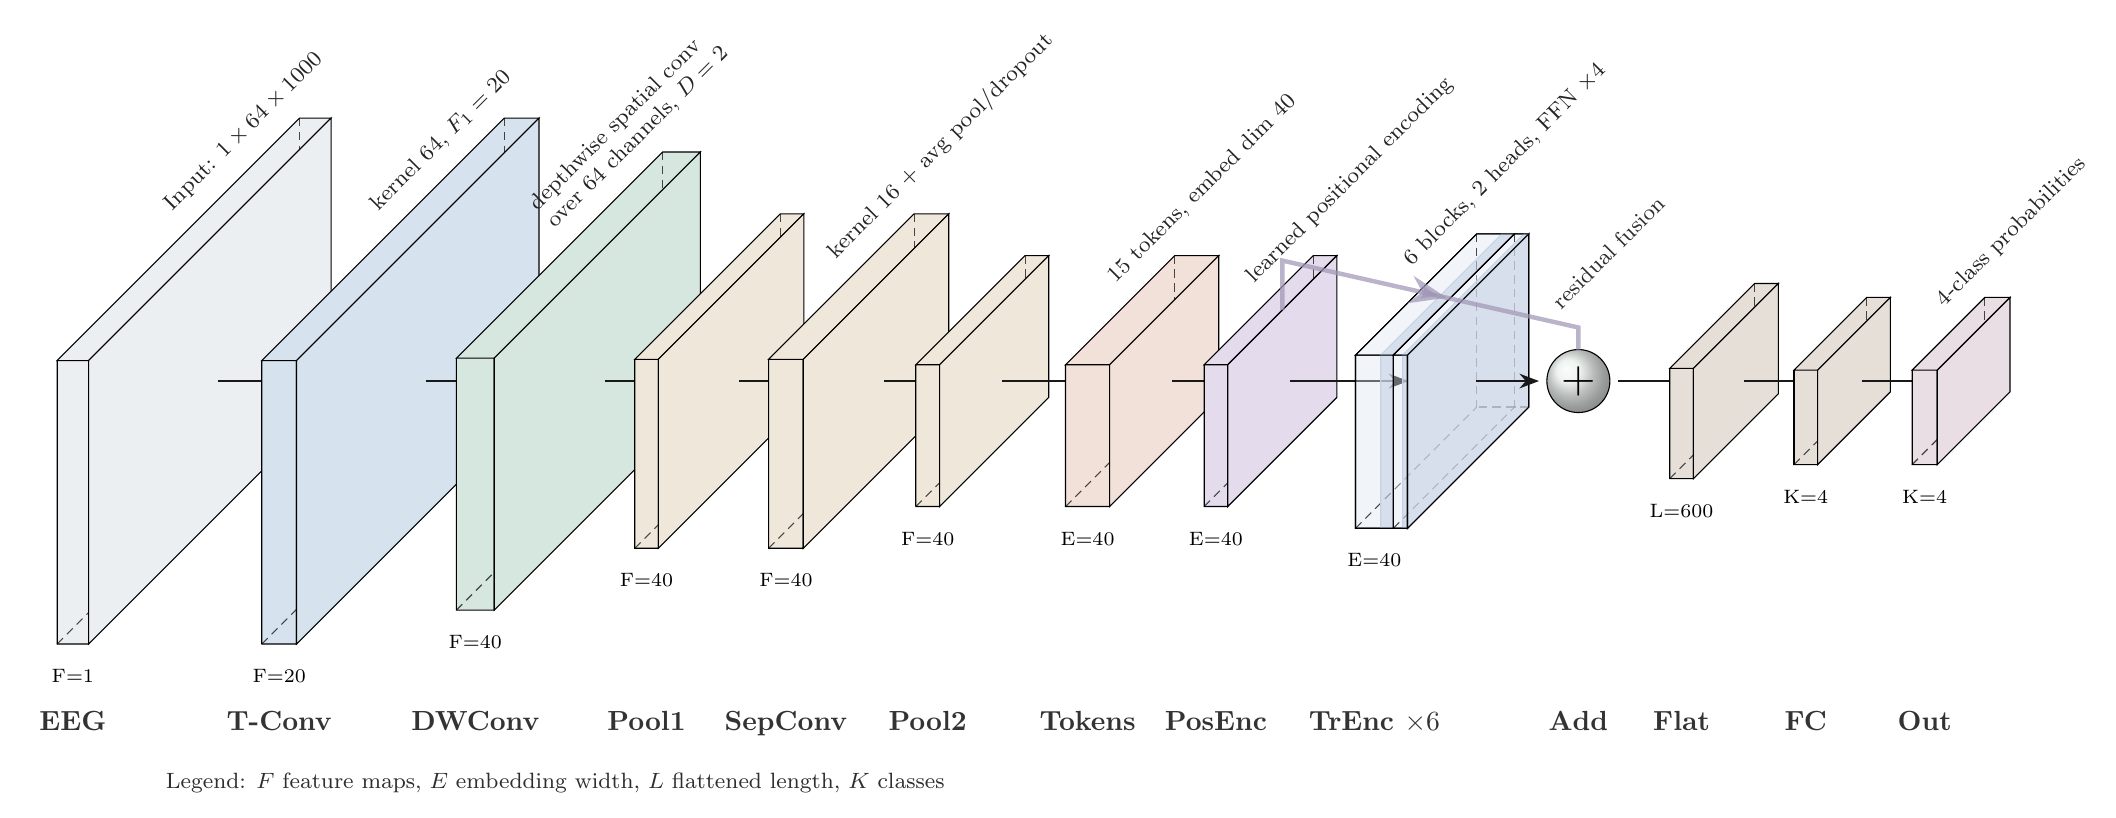 Input: 1 × 64 × 1000
kernel 64, F₁ = 20
depthwise spatial conv
over 64 channels, D = 2
kernel 16 + avg pool/dropout
15 tokens, embed dim 40
learned positional encoding
6 blocks, 2 heads, FFN ×4
residual fusion
4-class probabilities
F=1
F=20
F=40
F=40
F=40
F=40
E=40
E=40
E=40
L=600
K=4
K=4
EEG
T-Conv
DWConv
Pool1
SepConv
Pool2
Tokens
PosEnc
TrEnc ×6
Add
Flat
FC
Out
Legend: F feature maps, E embedding width, L flattened length, K classes